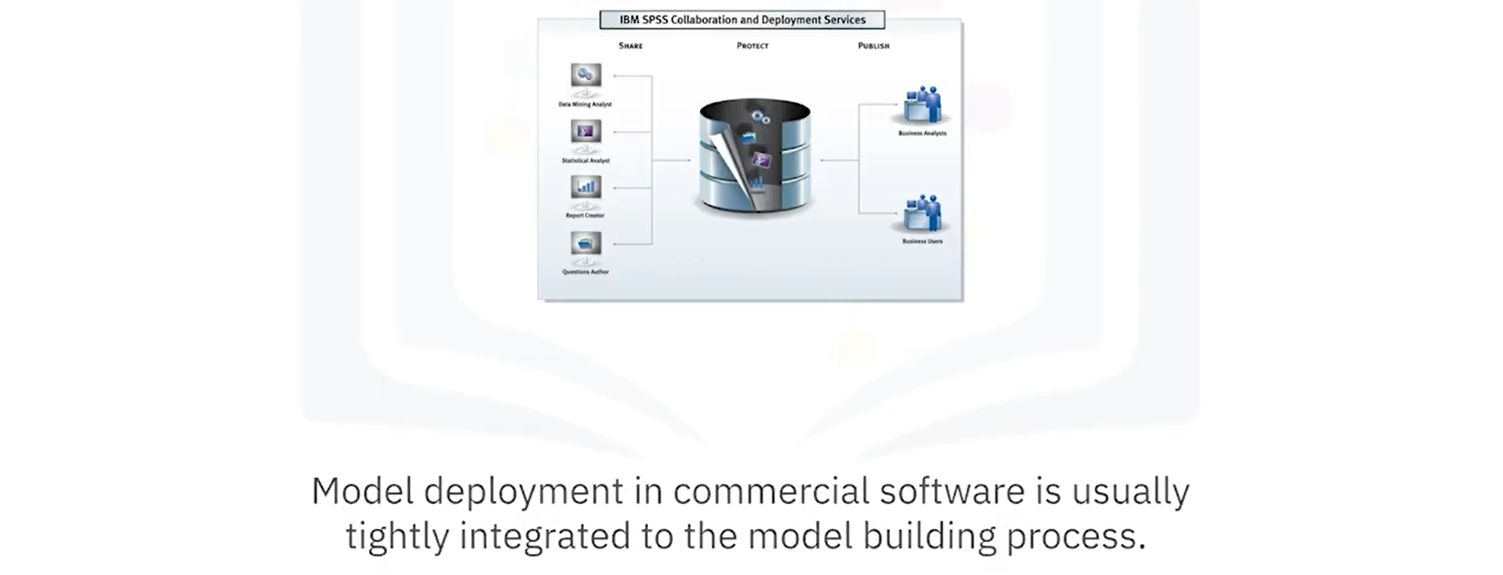 IBM SPSS Collaboration and Deployment Services
SHARE
PROTECT
PUBLISH
Data Mining Analyst
Statistical Analyst
Report Creator
Questions Author
Business Analysts
Business Users
Model deployment in commercial software is usually
tightly integrated to the model building process.